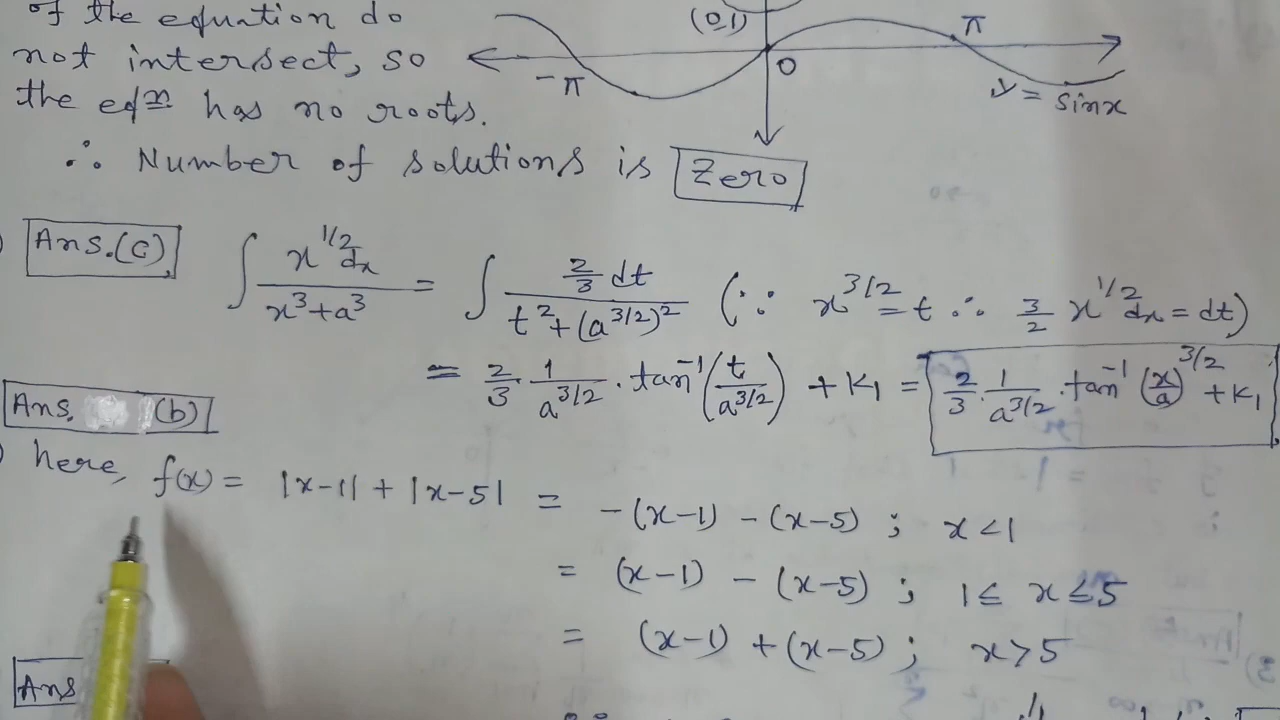 of the equation do
not intersect, so
the eqn has no roots.
(0,1)
π
-π
0
y = sinx
∴ Number of solutions is Zero
Ans.(c) ∫ x^1/2 dx / x³+a³ = ∫ 2/3 dt / t²+(a^3/2)² (∵ x^3/2 = t ∴ 3/2 x^1/2 dx = dt)
= 2/3 · 1/a^3/2 · tan⁻¹(t/a^3/2) + K₁ = 2/3 · 1/a^3/2 · tan⁻¹(x/a)^3/2 + K₁
Ans. (b)
here, f(x) = |x-1| + |x-5| = -(x-1) - (x-5) ; x<1
= (x-1) - (x-5) ; 1≤ x ≤5
= (x-1) + (x-5) ; x>5
Ans